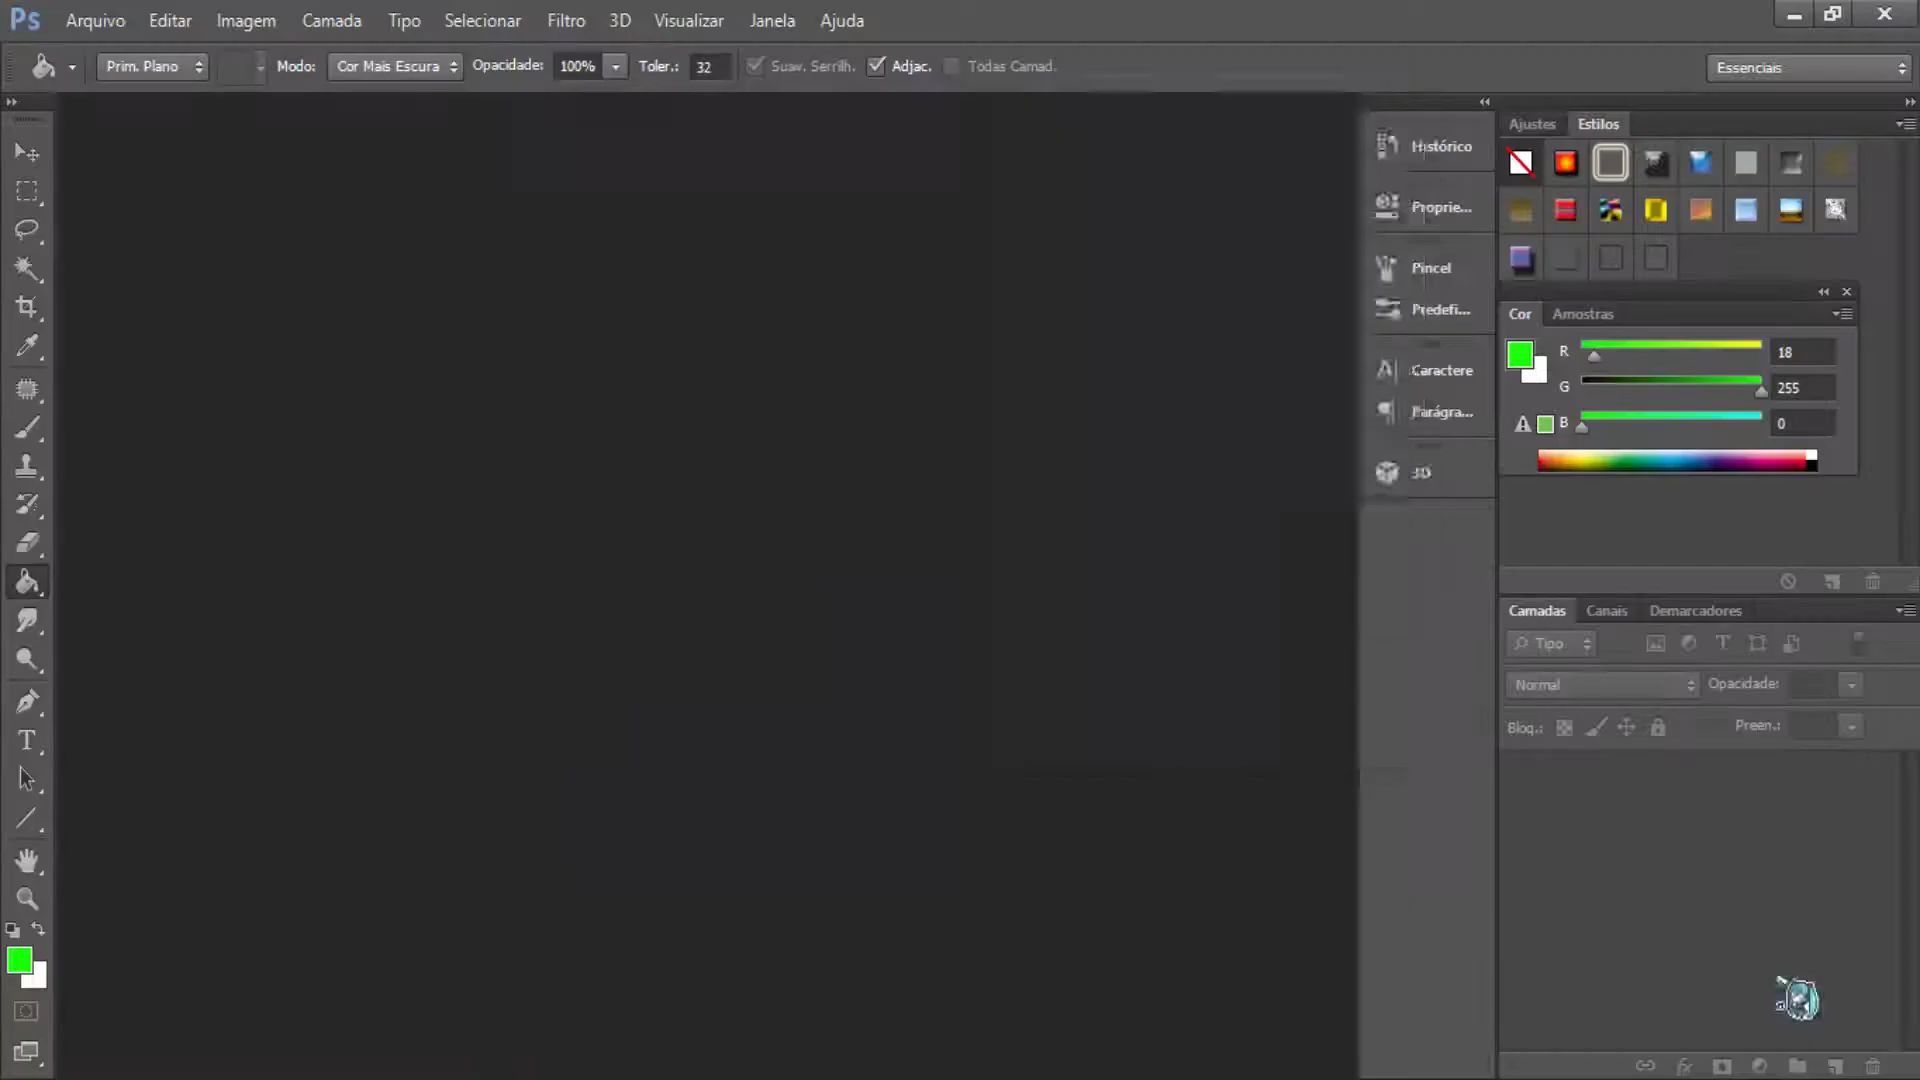 Ps Arquivo Editar Imagem Camada Tipo Selecionar Filtro 3D Visualizar Janela Ajuda
Prim. Plano Modo: Cor Mais Escura Opacidade: 100% Toler.: 32 Suav. Serrilh. Adjac. Todas Camad. Essenciais
Histórico
Proprie...
Pincel
Predefi...
Caractere
Parágra...
3D
Ajustes Estilos
Cor Amostras
R 18
G 255
B 0
Camadas Canais Demarcadores
Tipo
Normal Opacidade:
Bloq.: Preen.: